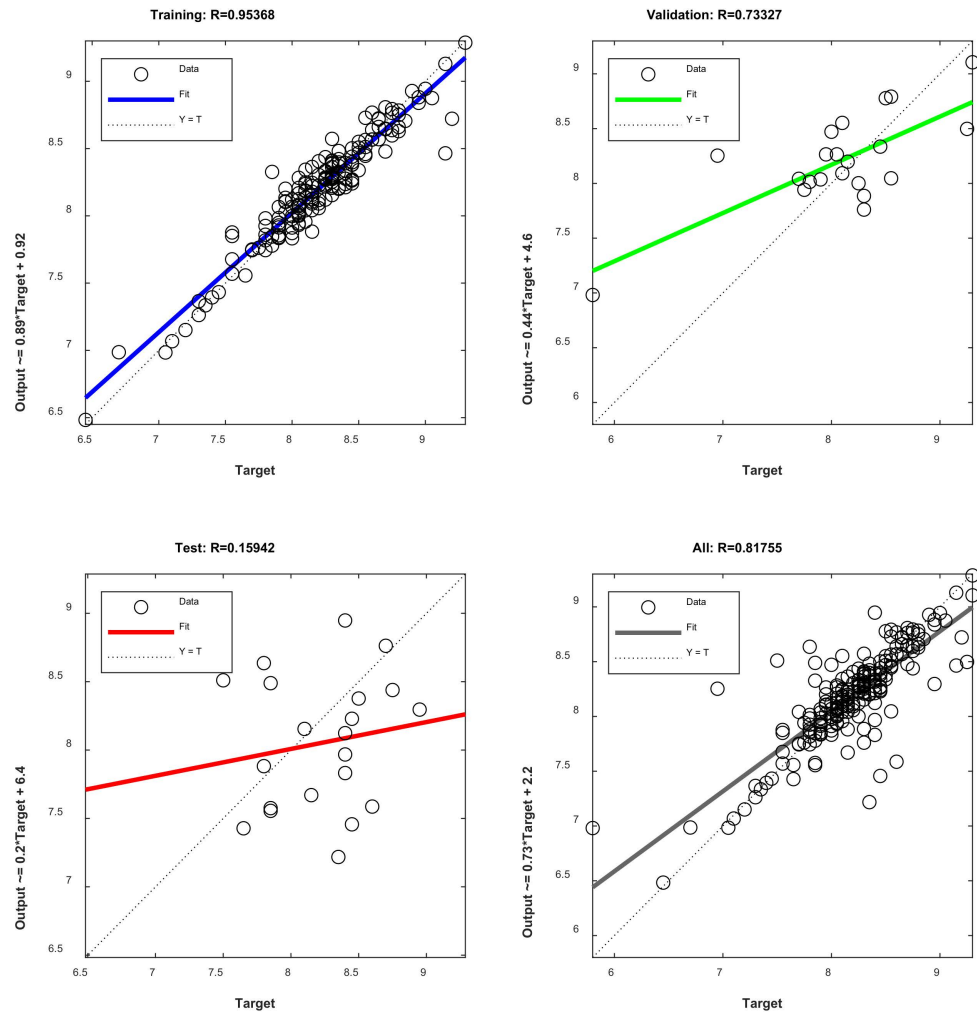 Training: R=0.95368
Output ~= 0.89*Target + 0.92
9
8.5
8
7.5
7
6.5
Data
Fit
Y = T
6.5 7 7.5 8 8.5 9
Target
Validation: R=0.73327
Output ~= 0.44*Target + 4.6
9
8.5
8
7.5
7
6.5
6
Data
Fit
Y = T
6 7 8 9
Target
Test: R=0.15942
Output ~= 0.2*Target + 6.4
9
8.5
8
7.5
7
6.5
Data
Fit
Y = T
6.5 7 7.5 8 8.5 9
Target
All: R=0.81755
Output ~= 0.73*Target + 2.2
9
8.5
8
7.5
7
6.5
6
Data
Fit
Y = T
6 7 8 9
Target